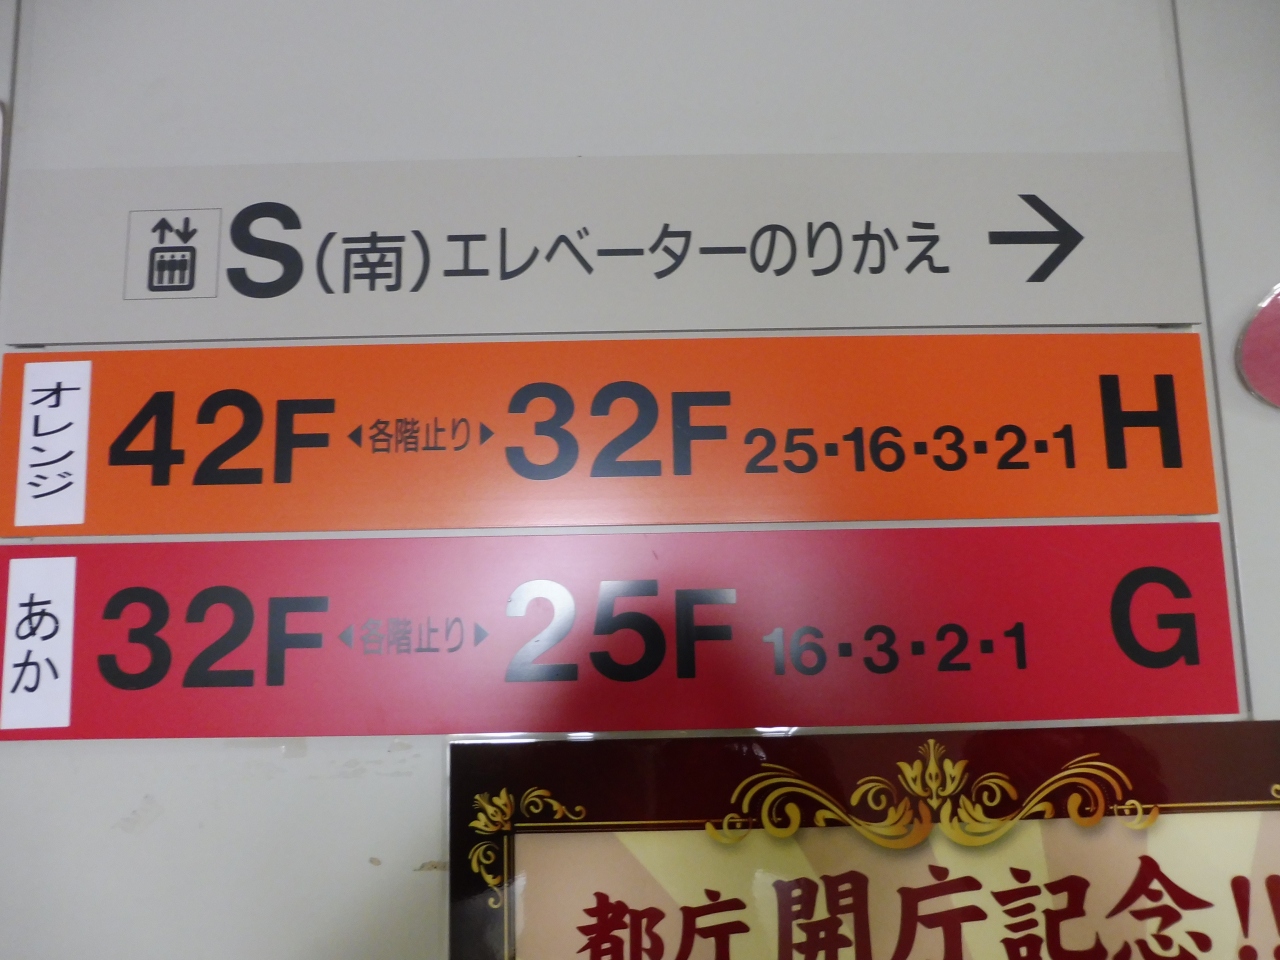 S(南)エレベーターのりかえ →
オレンジ 42F ◀各階止り▶ 32F 25・16・3・2・1 H
あか 32F ◀各階止り▶ 25F 16・3・2・1 G
都庁開庁記念!!